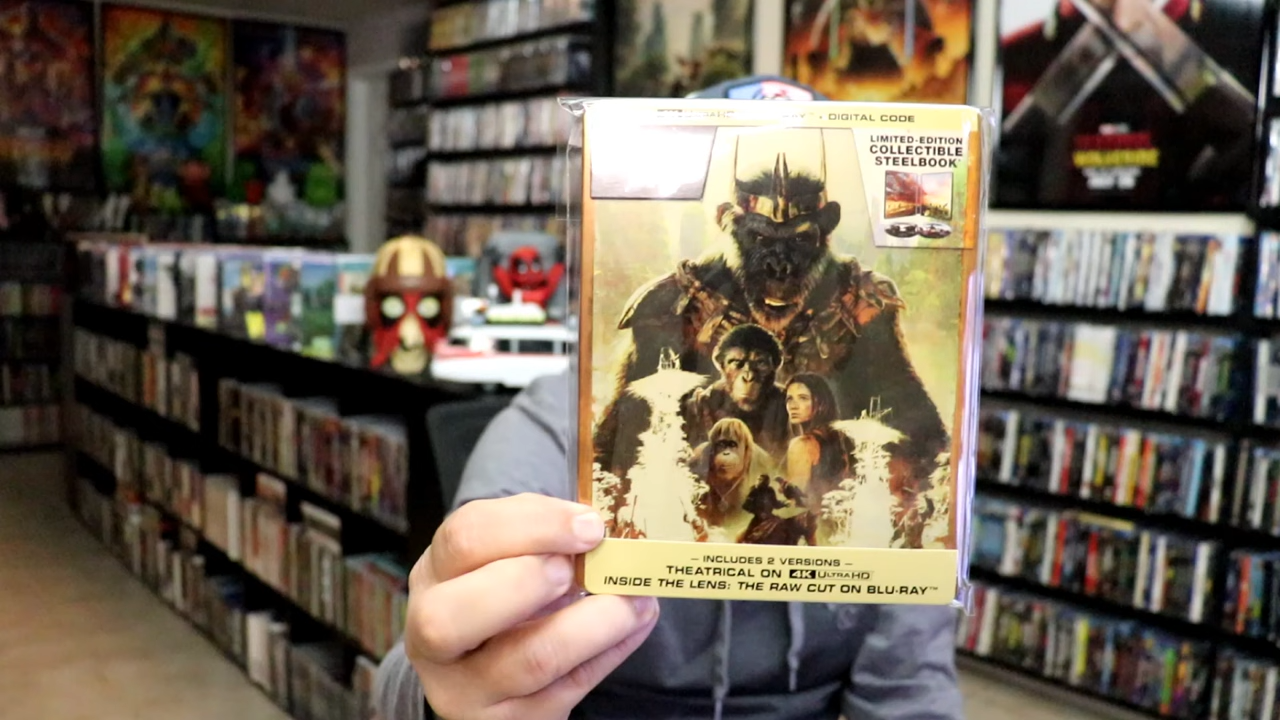 • DIGITAL CODE
LIMITED-EDITION
COLLECTIBLE
STEELBOOK
– INCLUDES 2 VERSIONS –
THEATRICAL ON 4K ULTRA HD
INSIDE THE LENS: THE RAW CUT ON BLU-RAY™